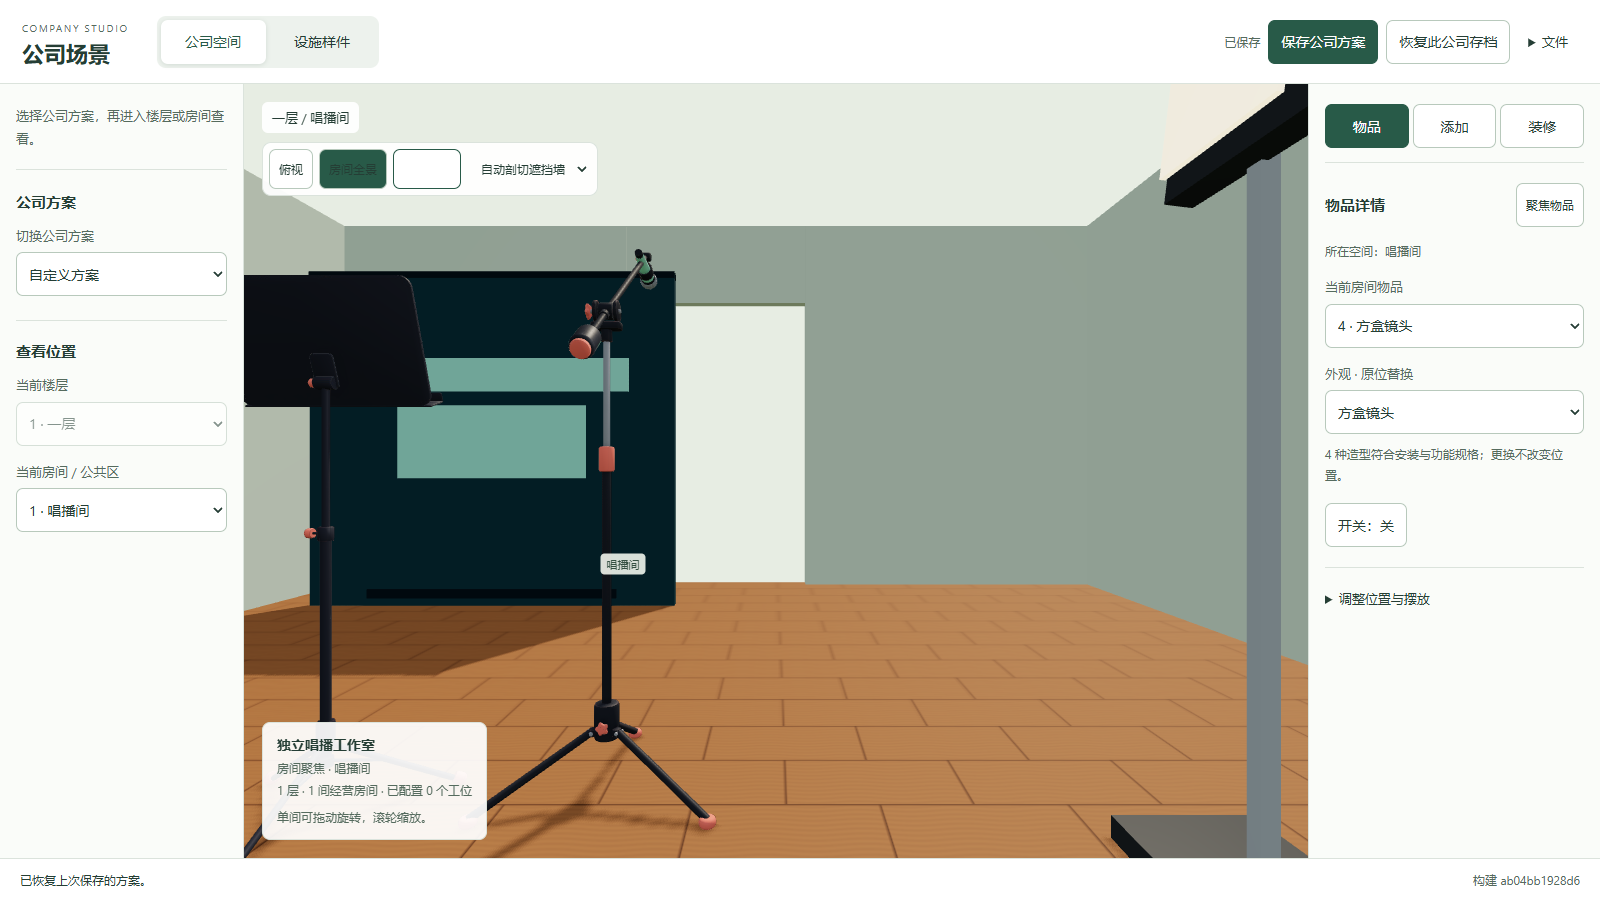 COMPANY STUDIO
公司场景
公司空间
设施样件
已保存
保存公司方案
恢复此公司存档
文件
选择公司方案，再进入楼层或房间查看。
公司方案
切换公司方案
自定义方案
查看位置
当前楼层
1 · 一层
当前房间 / 公共区
1 · 唱播间
一层 / 唱播间
俯视
房间全景
自动剖切遮挡墙
唱播间
独立唱播工作室
房间聚焦 · 唱播间
1 层 · 1 间经营房间 · 已配置 0 个工位
单间可拖动旋转，滚轮缩放。
物品
添加
装修
物品详情
聚焦物品
所在空间：唱播间
当前房间物品
4 · 方盒镜头
外观 · 原位替换
方盒镜头
4 种造型符合安装与功能规格；更换不改变位置。
开关：关
调整位置与摆放
已恢复上次保存的方案。
构建 ab04bb1928d6